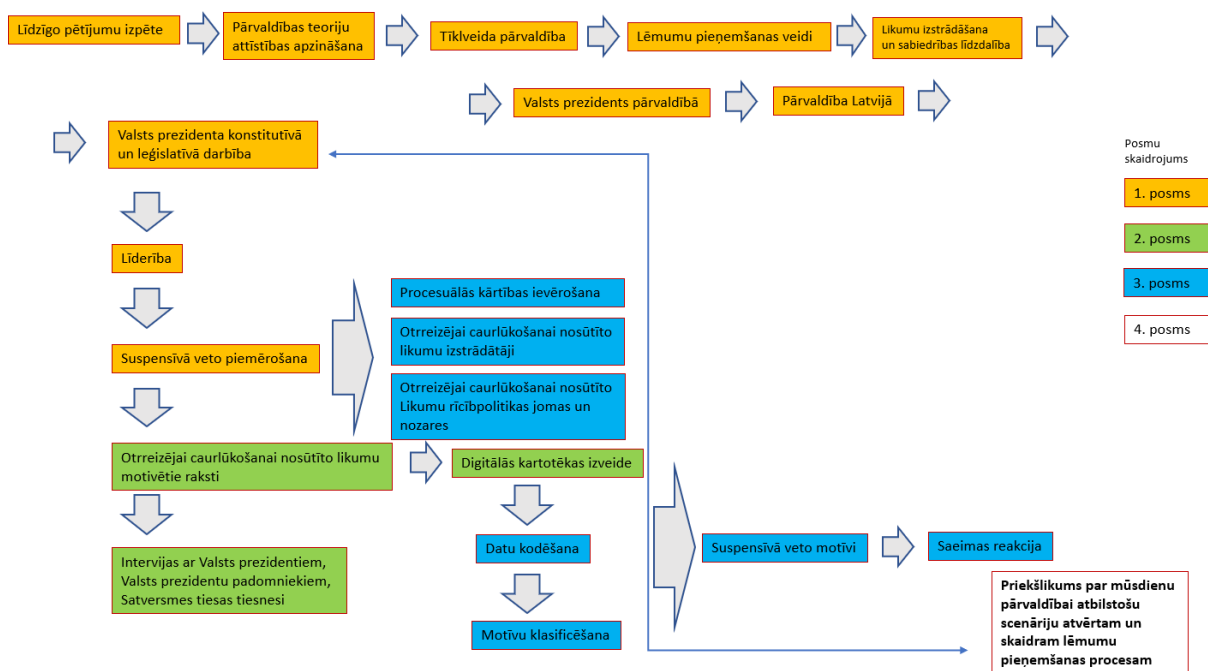 Līdzīgo pētījumu izpēte
Pārvaldības teoriju
attīstības apzināšana
Tīklveida pārvaldība
Lēmumu pieņemšanas veidi
Likumu izstrādāšana
un sabiedrības līdzdalība
Valsts prezidents pārvaldībā
Pārvaldība Latvijā
Valsts prezidenta konstitutīvā
un leģislatīvā darbība
Posmu
skaidrojums
1. posms
2. posms
3. posms
4. posms
Līderība
Suspensīvā veto piemērošana
Procesuālās kārtības ievērošana
Otrreizējai caurlūkošanai nosūtīto
likumu izstrādātāji
Otrreizējai caurlūkošanai nosūtīto
Likumu rīcībpolitikas jomas un
nozares
Otrreizējai caurlūkošanai nosūtīto likumu
motivētie raksti
Digitālās kartotēkas izveide
Intervijas ar Valsts prezidentiem,
Valsts prezidentu padomniekiem,
Satversmes tiesas tiesnesi
Datu kodēšana
Motīvu klasificēšana
Suspensīvā veto motīvi
Saeimas reakcija
Priekšlikums par mūsdienu
pārvaldībai atbilstošu
scenāriju atvērtam un
skaidram lēmumu
pieņemšanas procesam